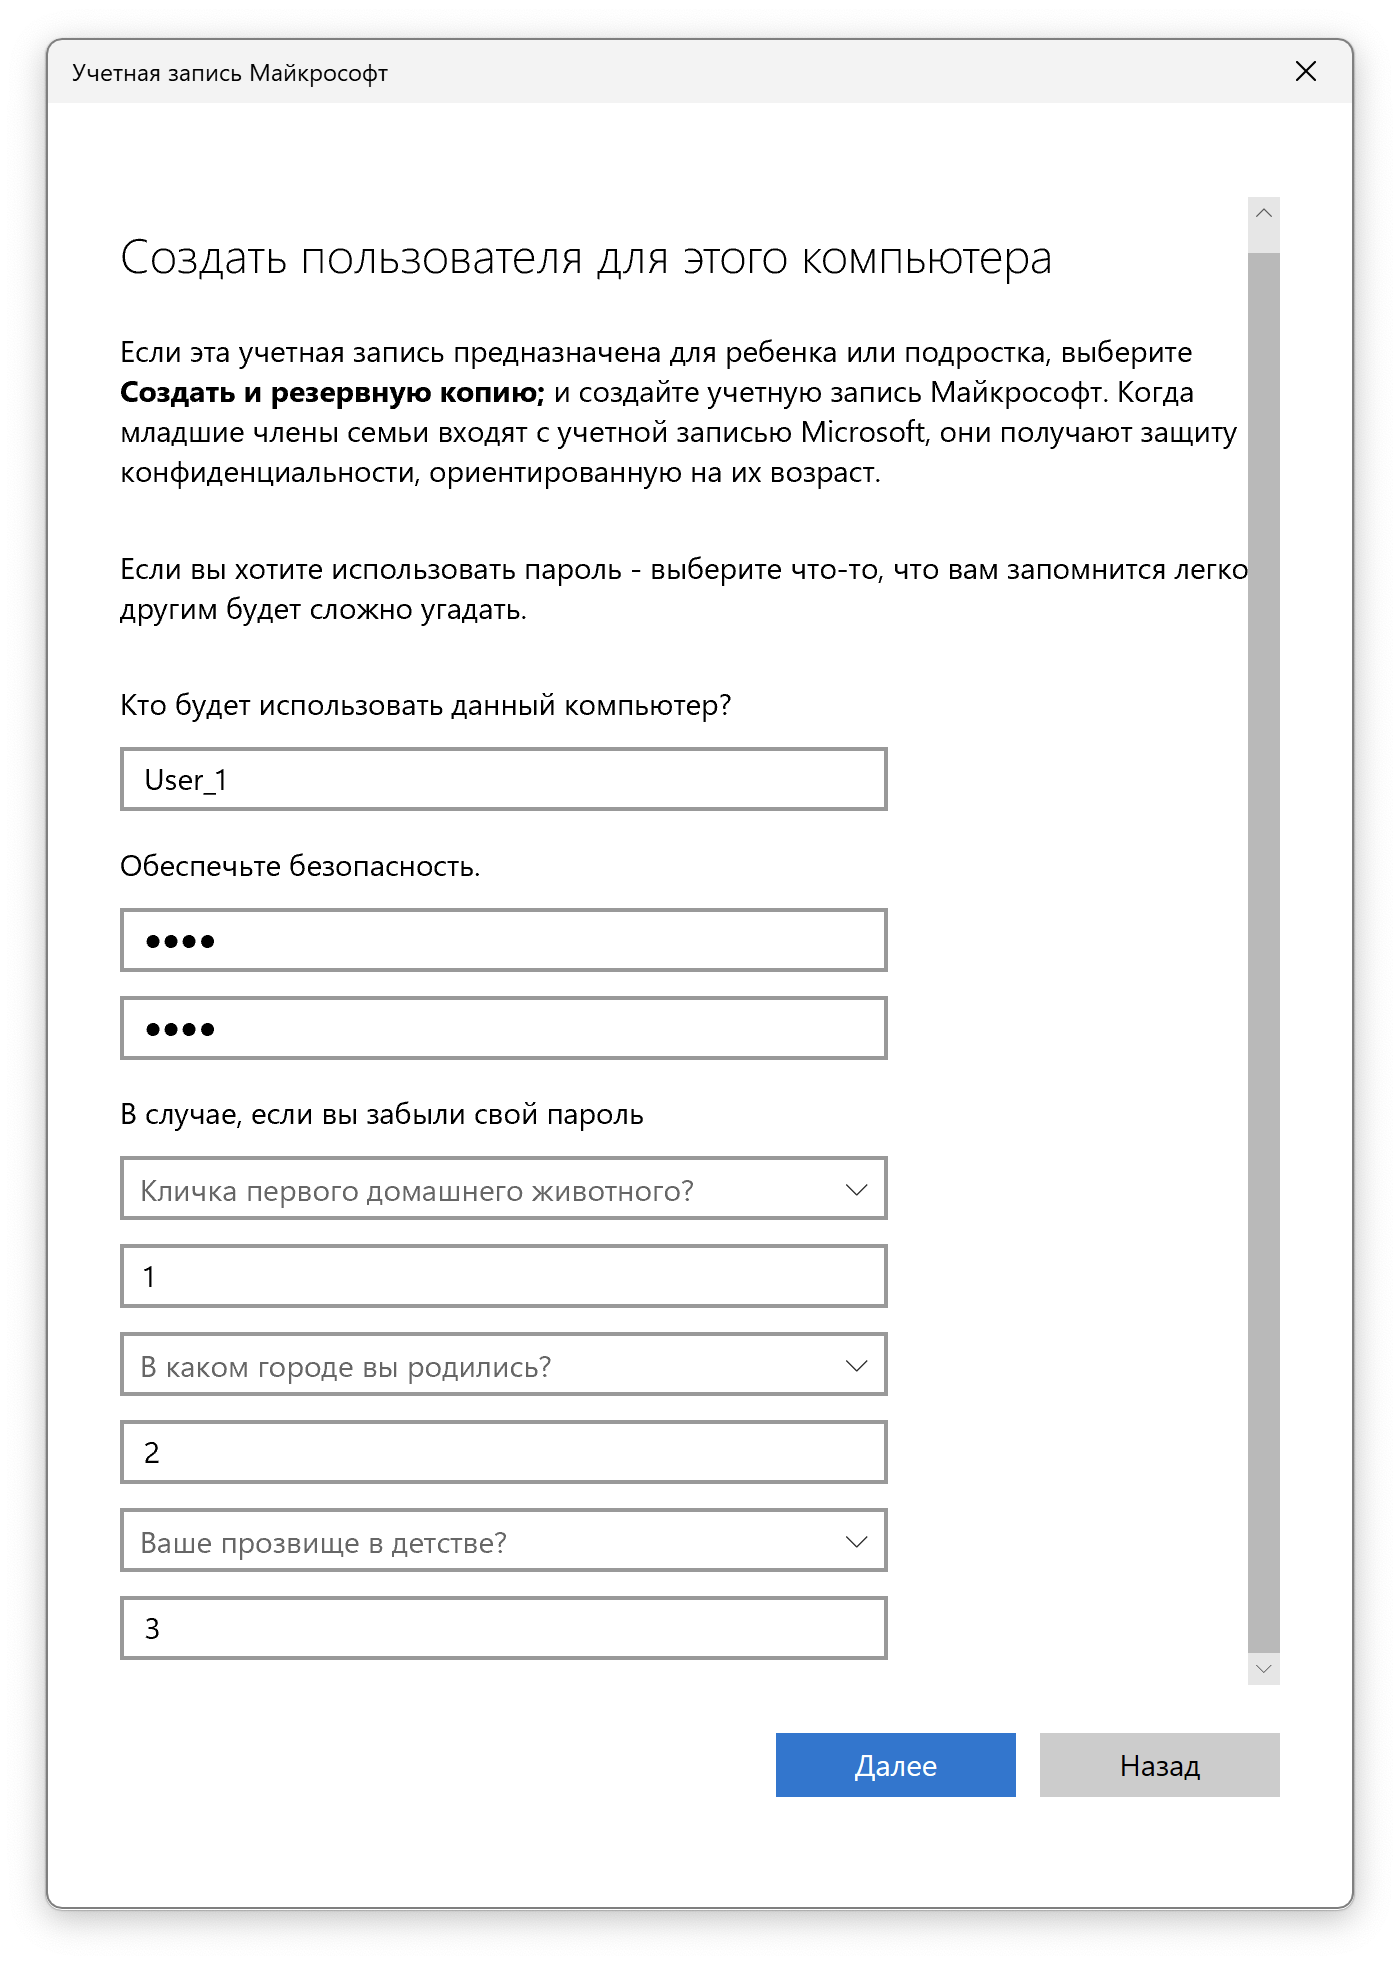 Учетная запись Майкрософт
Создать пользователя для этого компьютера
Если эта учетная запись предназначена для ребенка или подростка, выберите
Создать и резервную копию; и создайте учетную запись Майкрософт. Когда
младшие члены семьи входят с учетной записью Microsoft, они получают защиту
конфиденциальности, ориентированную на их возраст.
Если вы хотите использовать пароль - выберите что-то, что вам запомнится легко
другим будет сложно угадать.
Кто будет использовать данный компьютер?
User_1
Обеспечьте безопасность.
••••
••••
В случае, если вы забыли свой пароль
Кличка первого домашнего животного?
1
В каком городе вы родились?
2
Ваше прозвище в детстве?
3
Далее
Назад